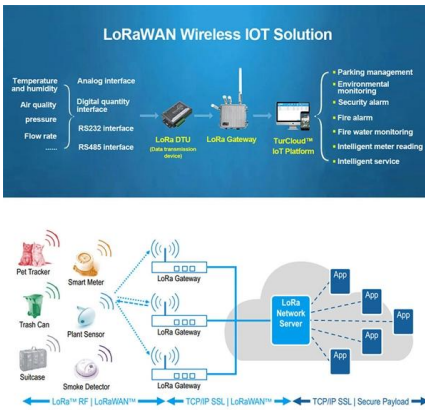 LoRaWAN Wireless IOT Solution
Temperature
and humidity
Air quality
pressure
Flow rate
......
Analog interface
Digital quantity
interface
RS232 interface
RS485 interface
LoRa DTU
(Data transmission
device)
LoRa Gateway
TurCloud™
IoT Platform
Parking management
Environmental
monitoring
Security alarm
Fire alarm
Fire water monitoring
Intelligent meter reading
Intelligent service
Pet Tracker
Smart Meter
Trash Can
Plant Sensor
Suitcase
Smoke Detector
LoRa Gateway
LoRa Gateway
LoRa Gateway
LoRa
Network
Server
App
App
App
App
App
LoRa™ RF | LoRaWAN™
TCP/IP SSL | LoRaWAN™
TCP/IP SSL | Secure Payload